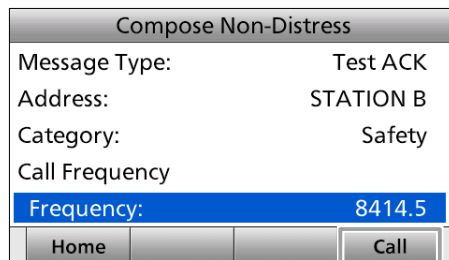 Compose Non-Distress
Message Type: Test ACK
Address: STATION B
Category: Safety
Call Frequency
Frequency: 8414.5
Home Call